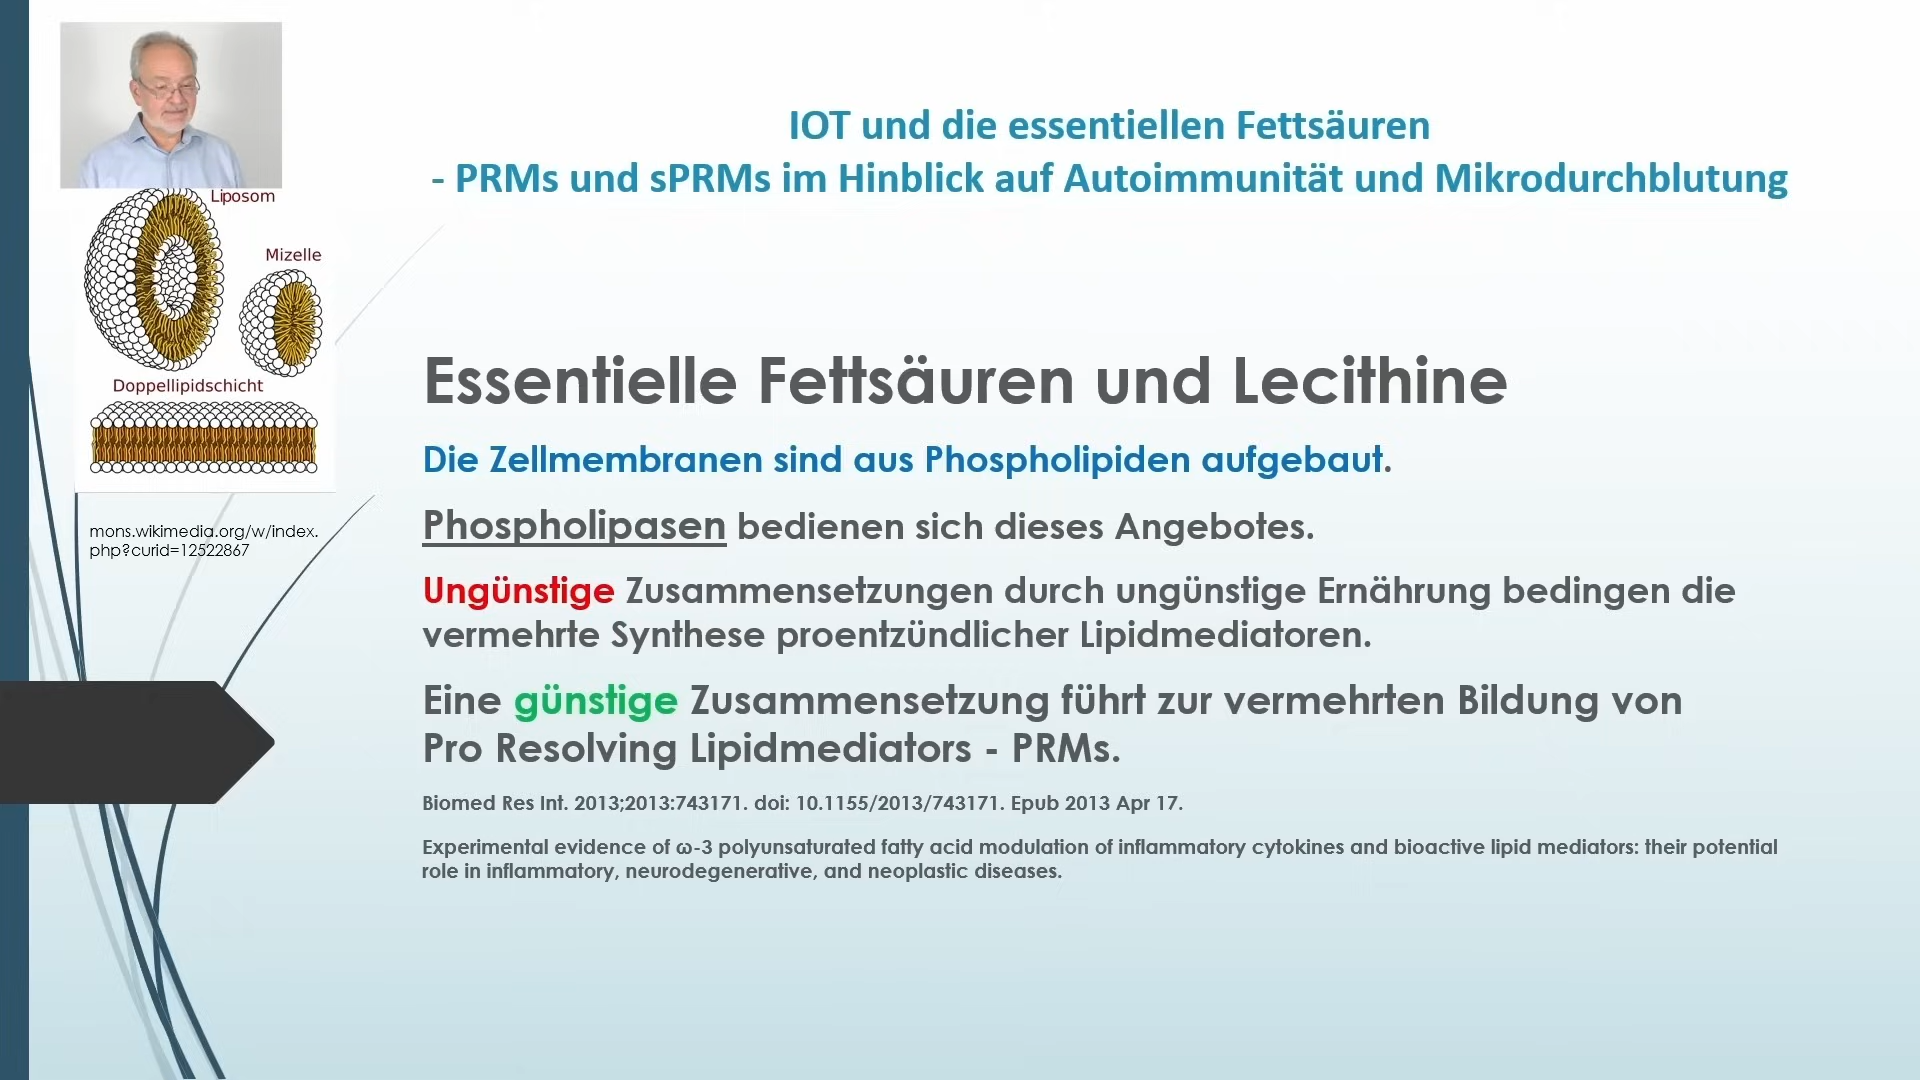 IOT und die essentiellen Fettsäuren
- PRMs und sPRMs im Hinblick auf Autoimmunität und Mikrodurchblutung
Liposom
Mizelle
Doppellipidschicht
mons.wikimedia.org/w/index.
php?curid=12522867
Essentielle Fettsäuren und Lecithine
Die Zellmembranen sind aus Phospholipiden aufgebaut.
Phospholipasen bedienen sich dieses Angebotes.
Ungünstige Zusammensetzungen durch ungünstige Ernährung bedingen die
vermehrte Synthese proentzündlicher Lipidmediatoren.
Eine günstige Zusammensetzung führt zur vermehrten Bildung von
Pro Resolving Lipidmediators - PRMs.
Biomed Res Int. 2013;2013:743171. doi: 10.1155/2013/743171. Epub 2013 Apr 17.
Experimental evidence of ω-3 polyunsaturated fatty acid modulation of inflammatory cytokines and bioactive lipid mediators: their potential
role in inflammatory, neurodegenerative, and neoplastic diseases.